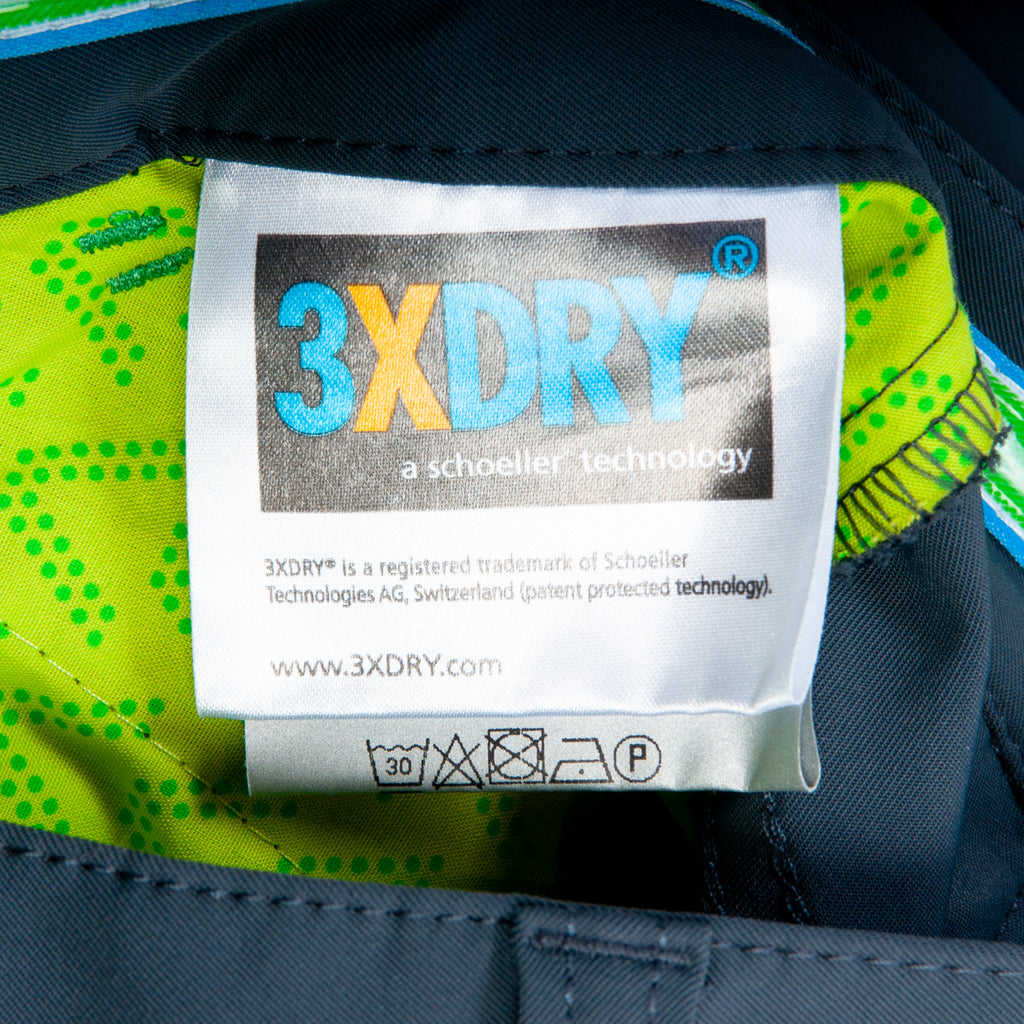 3XDRY®
a schoeller® technology
3XDRY® is a registered trademark of Schoeller
Technologies AG, Switzerland (patent protected technology).
www.3XDRY.com
30 P